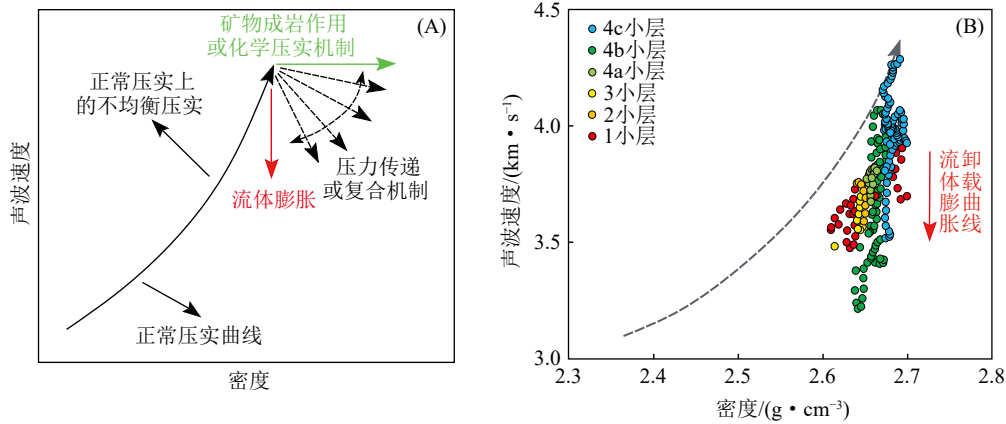 (A)
矿物成岩作用
或化学压实机制
正常压实上
的不均衡压实
压力传递
或复合机制
流体膨胀
正常压实曲线
声波速度
密度
(B)
4c小层
4b小层
4a小层
3小层
2小层
1小层
流体膨胀
卸载曲线
声波速度/(km·s⁻¹)
4.5
4.0
3.5
3.0
2.3
2.4
2.5
2.6
2.7
2.8
密度/(g·cm⁻³)